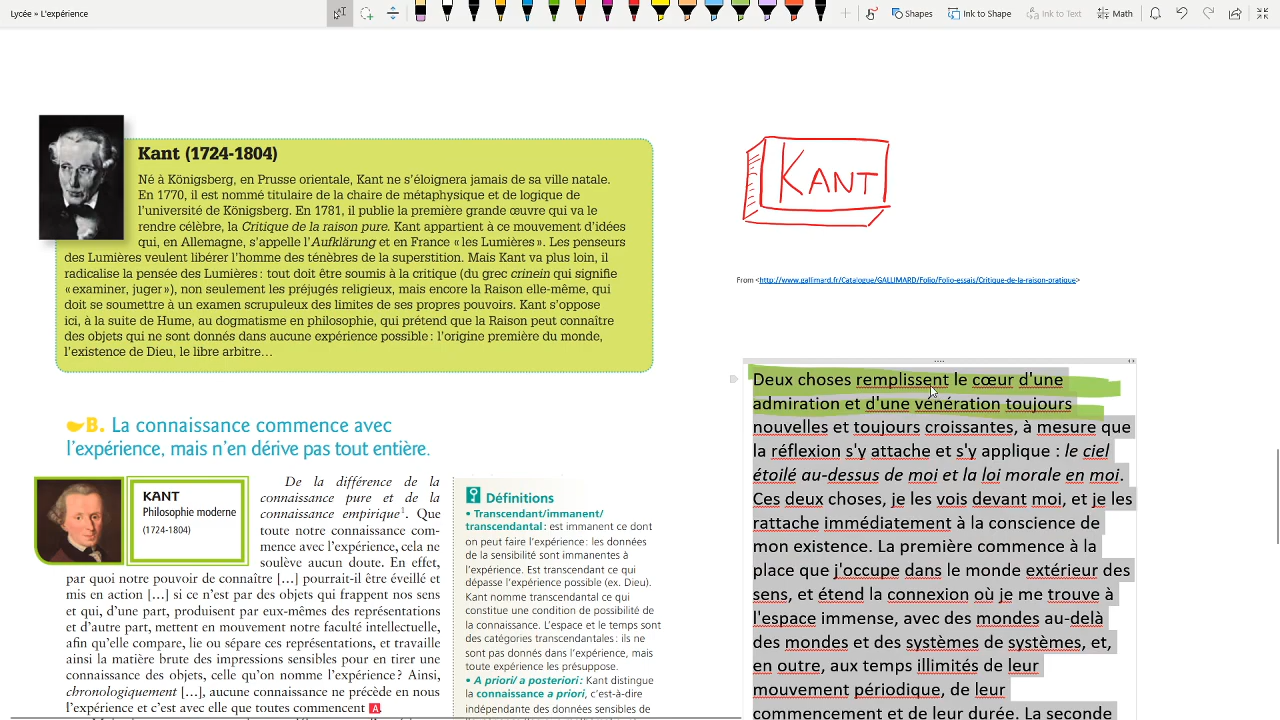 Lycée » L'expérience
Shapes
Ink to Shape
Ink to Text
Math
Kant (1724-1804)
Né à Königsberg, en Prusse orientale, Kant ne s'éloignera jamais de sa ville natale.
En 1770, il est nommé titulaire de la chaire de métaphysique et de logique de
l'université de Königsberg. En 1781, il publie la première grande œuvre qui va le
rendre célèbre, la Critique de la raison pure. Kant appartient à ce mouvement d'idées
qui, en Allemagne, s'appelle l'Aufklärung et en France « les Lumières ». Les penseurs
des Lumières veulent libérer l'homme des ténèbres de la superstition. Mais Kant va plus loin, il
radicalise la pensée des Lumières : tout doit être soumis à la critique (du grec crinein qui signifie
« examiner, juger »), non seulement les préjugés religieux, mais encore la Raison elle-même, qui
doit se soumettre à un examen scrupuleux des limites de ses propres pouvoirs. Kant s'oppose
ici, à la suite de Hume, au dogmatisme en philosophie, qui prétend que la Raison peut connaître
des objets qui ne sont donnés dans aucune expérience possible : l'origine première du monde,
l'existence de Dieu, le libre arbitre…
B. La connaissance commence avec
l'expérience, mais n'en dérive pas tout entière.
KANT
Philosophie moderne
(1724-1804)
De la différence de la
connaissance pure et de la
connaissance empirique¹. Que
toute notre connaissance com-
mence avec l'expérience, cela ne
soulève aucun doute. En effet,
par quoi notre pouvoir de connaître […] pourrait-il être éveillé et
mis en action […] si ce n'est par des objets qui frappent nos sens
et qui, d'une part, produisent par eux-mêmes des représentations
et d'autre part, mettent en mouvement notre faculté intellectuelle,
afin qu'elle compare, lie ou sépare ces représentations, et travaille
ainsi la matière brute des impressions sensibles pour en tirer une
connaissance des objets, celle qu'on nomme l'expérience ? Ainsi,
chronologiquement […], aucune connaissance ne précède en nous
l'expérience et c'est avec elle que toutes commencent A.
Définitions
• Transcendant/immanent/
transcendantal : est immanent ce dont
on peut faire l'expérience : les données
de la sensibilité sont immanentes à
l'expérience. Est transcendant ce qui
dépasse l'expérience possible (ex. Dieu).
Kant nomme transcendantal ce qui
constitue une condition de possibilité de
la connaissance. L'espace et le temps sont
des catégories transcendantales : ils ne
sont pas donnés dans l'expérience, mais
toute expérience les présuppose.
• A priori/ a posteriori : Kant distingue
la connaissance a priori, c'est-à-dire
indépendante des données sensibles de
KANT
From <http://www.gallimard.fr/Catalogue/GALLIMARD/Folio/Folio-essais/Critique-de-la-raison-pratique>
Deux choses remplissent le cœur d'une
admiration et d'une vénération toujours
nouvelles et toujours croissantes, à mesure que
la réflexion s'y attache et s'y applique : le ciel
étoilé au-dessus de moi et la loi morale en moi.
Ces deux choses, je les vois devant moi, et je les
rattache immédiatement à la conscience de
mon existence. La première commence à la
place que j'occupe dans le monde extérieur des
sens, et étend la connexion où je me trouve à
l'espace immense, avec des mondes au-delà
des mondes et des systèmes de systèmes, et,
en outre, aux temps illimités de leur
mouvement périodique, de leur
commencement et de leur durée. La seconde